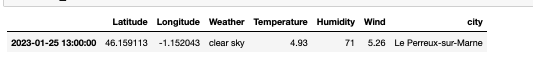 Latitude Longitude Weather Temperature Humidity Wind city
2023-01-25 13:00:00 46.159113 -1.152043 clear sky 4.93 71 5.26 Le Perreux-sur-Marne